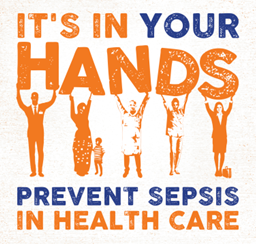 IT'S IN YOUR
HANDS
PREVENT SEPSIS
IN HEALTH CARE